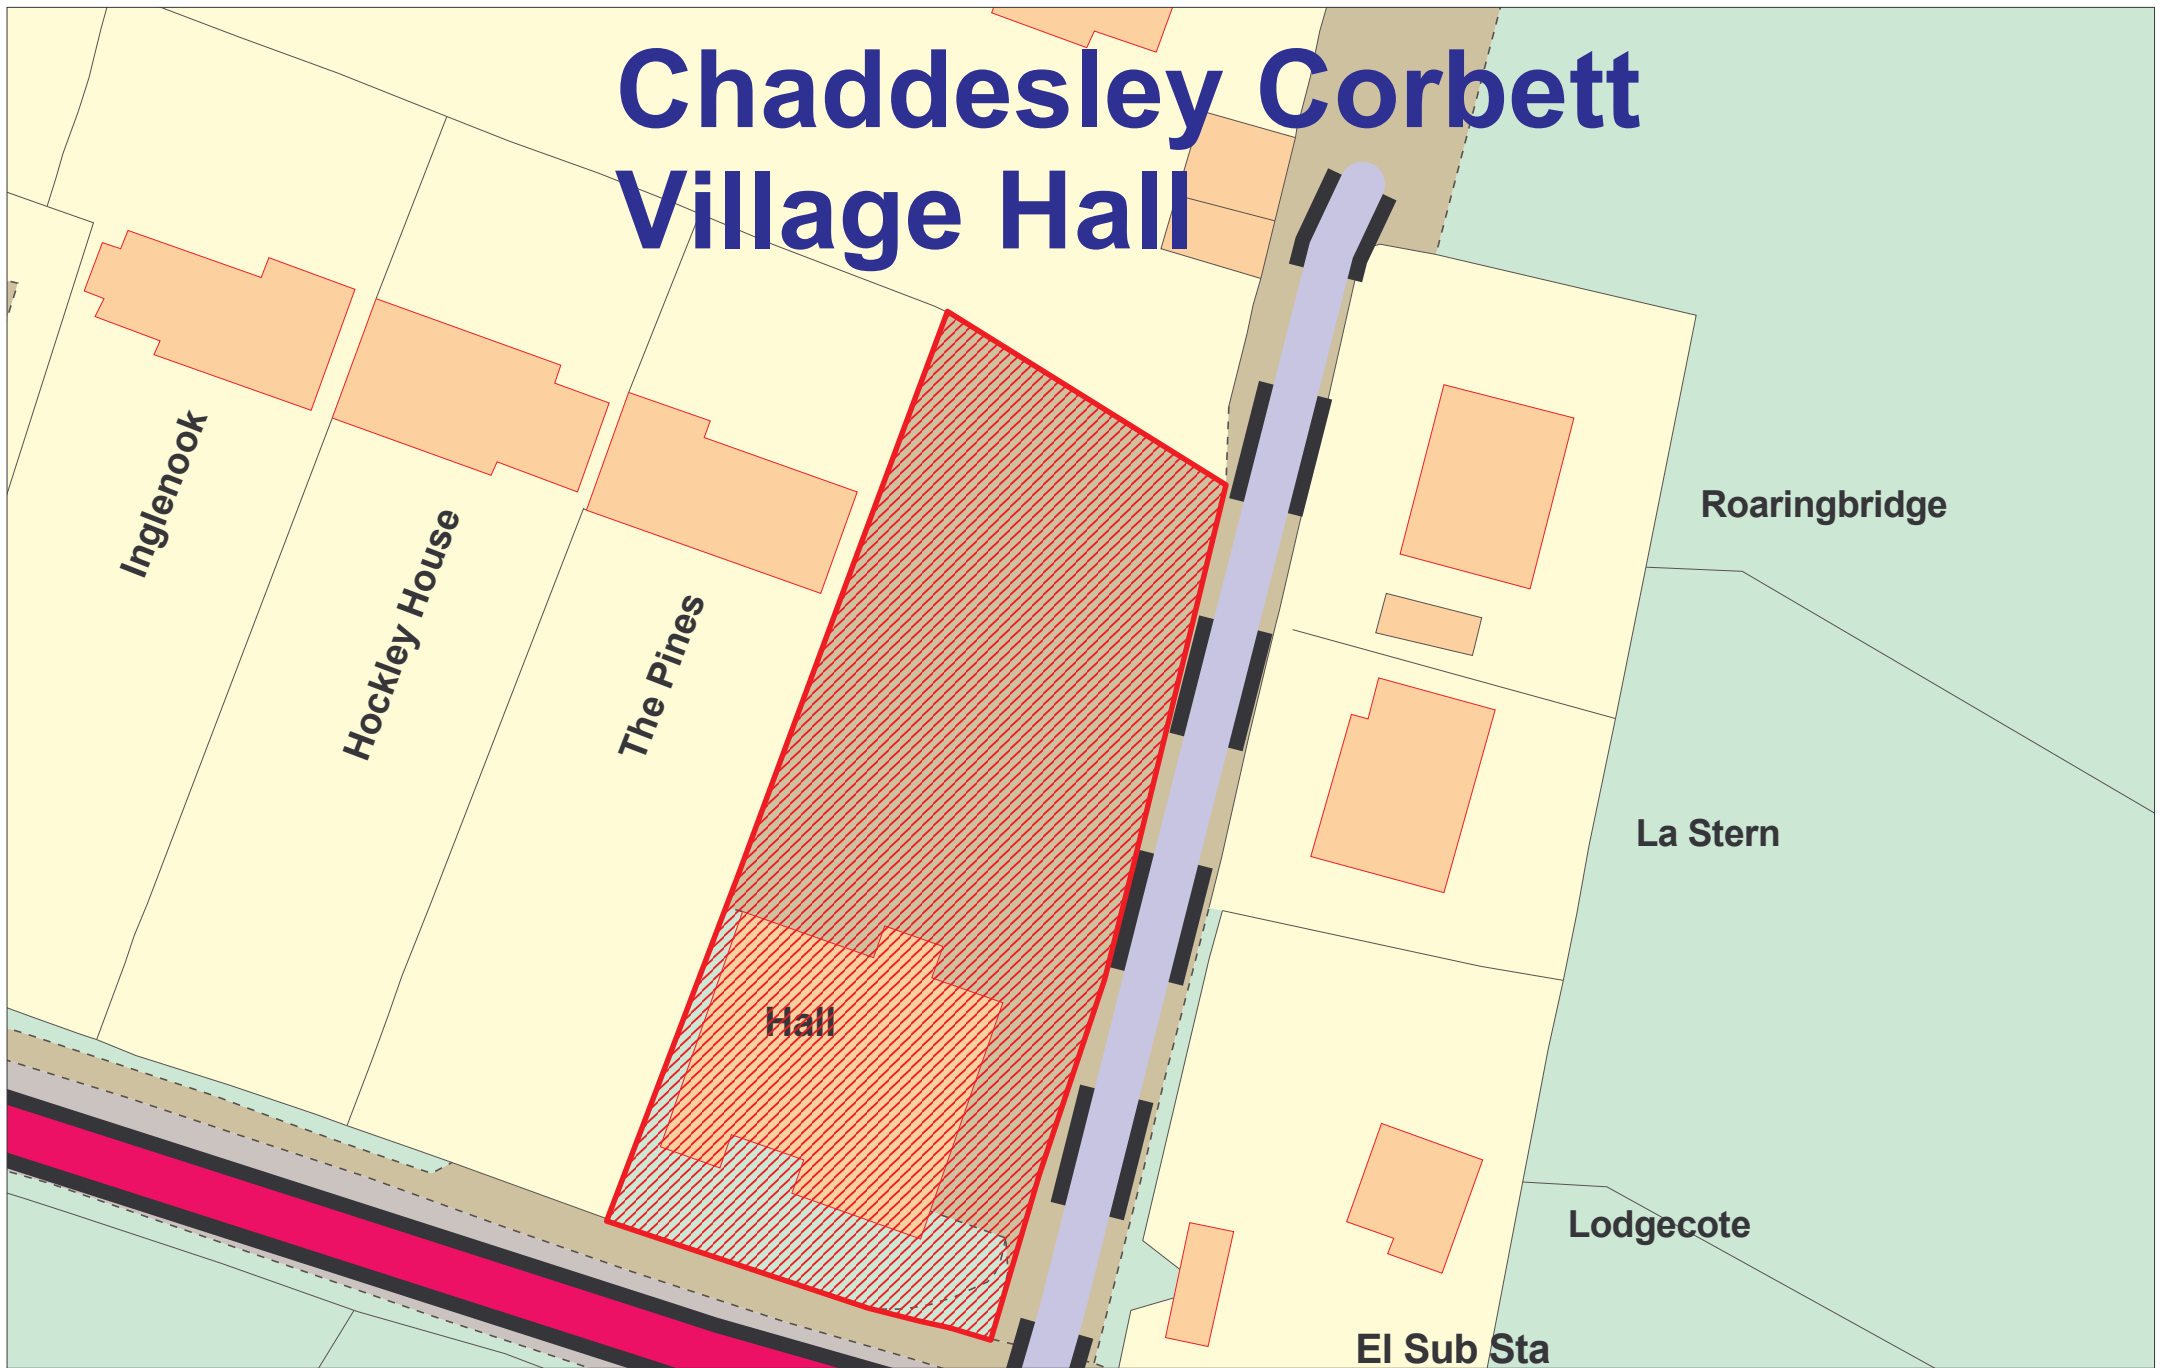 Chaddesley Corbett
Village Hall
Inglenook
Hockley House
The Pines
Roaringbridge
La Stern
Hall
Lodgecote
El Sub Sta